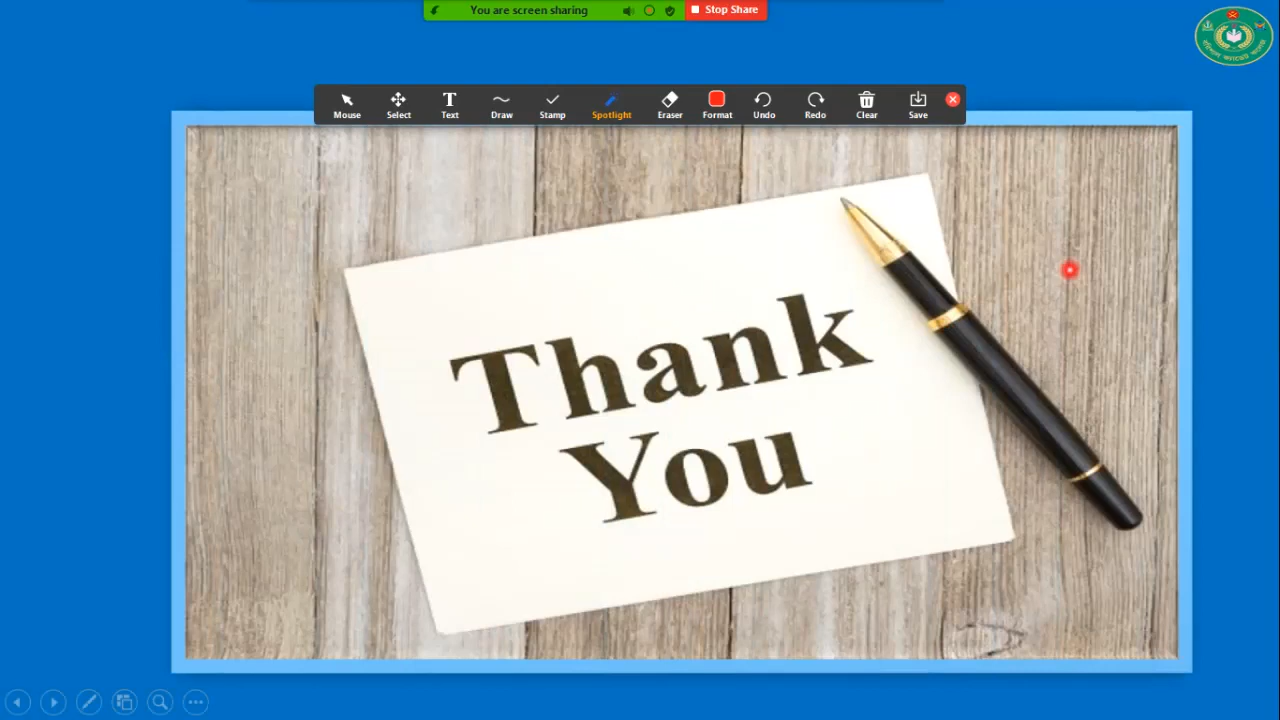 You are screen sharing Stop Share
Mouse Select Text Draw Stamp Spotlight Eraser Format Undo Redo Clear Save
Thank
You